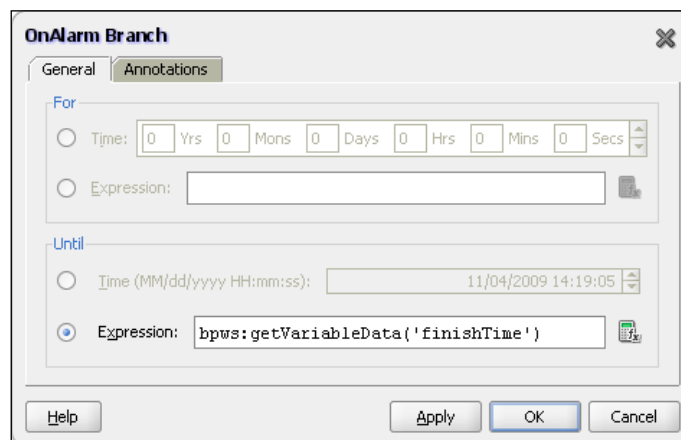 OnAlarm Branch
General Annotations
For
Time: 0 Yrs 0 Mons 0 Days 0 Hrs 0 Mins 0 Secs
Expression:
Until
Time (MM/dd/yyyy HH:mm:ss): 11/04/2009 14:19:05
Expression: bpws:getVariableData('finishTime')
Help Apply OK Cancel